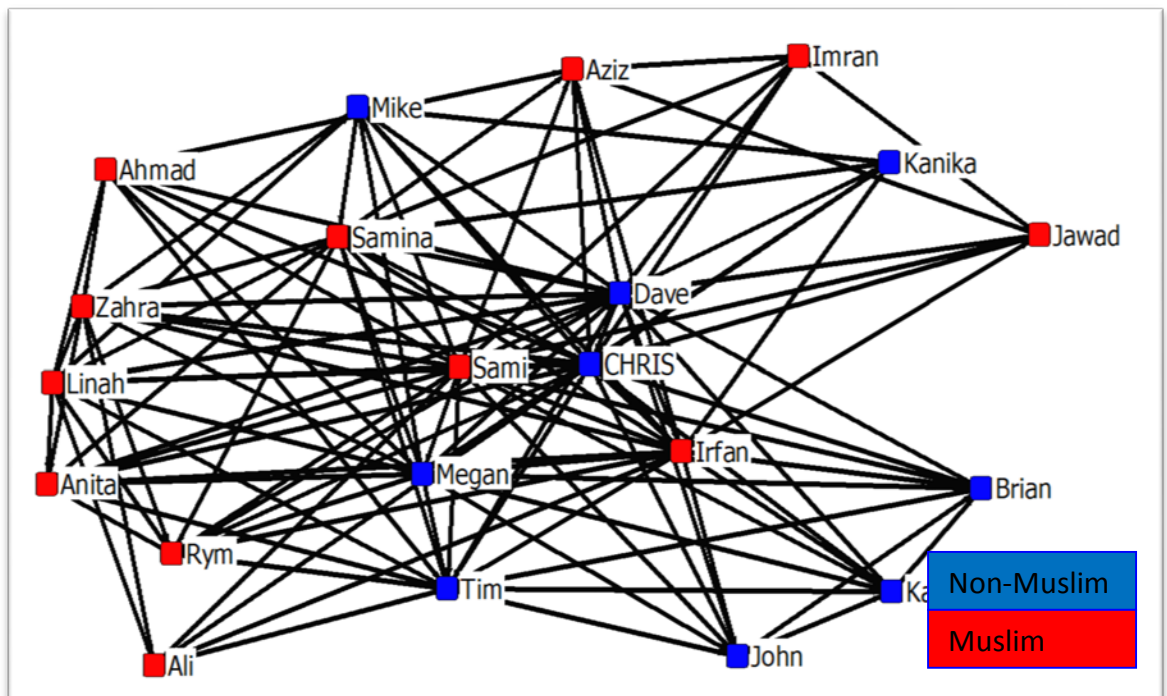 Imran
Aziz
Mike
Kanika
Ahmad
Samina
Jawad
Dave
Zahra
CHRIS
Sami
Linah
Irfan
Megan
Anita
Brian
Rym
Tim
Non-Muslim
Muslim
John
Ali